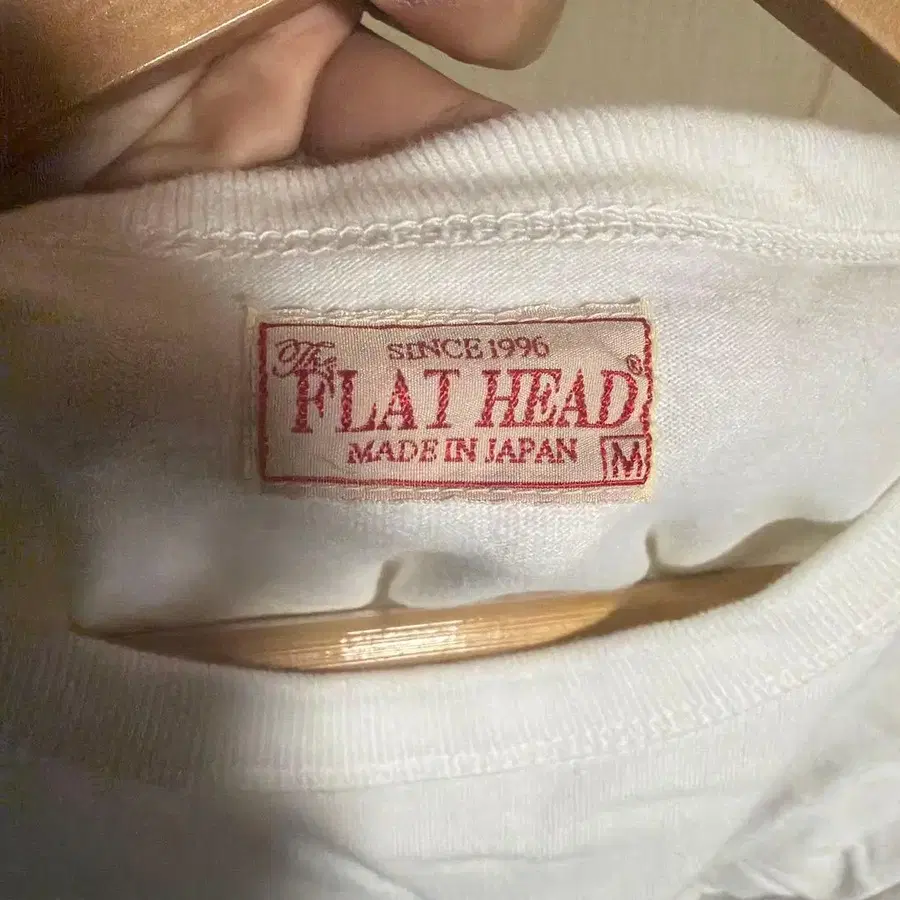 SINCE 1996
The
FLAT HEAD®
MADE IN JAPAN
M